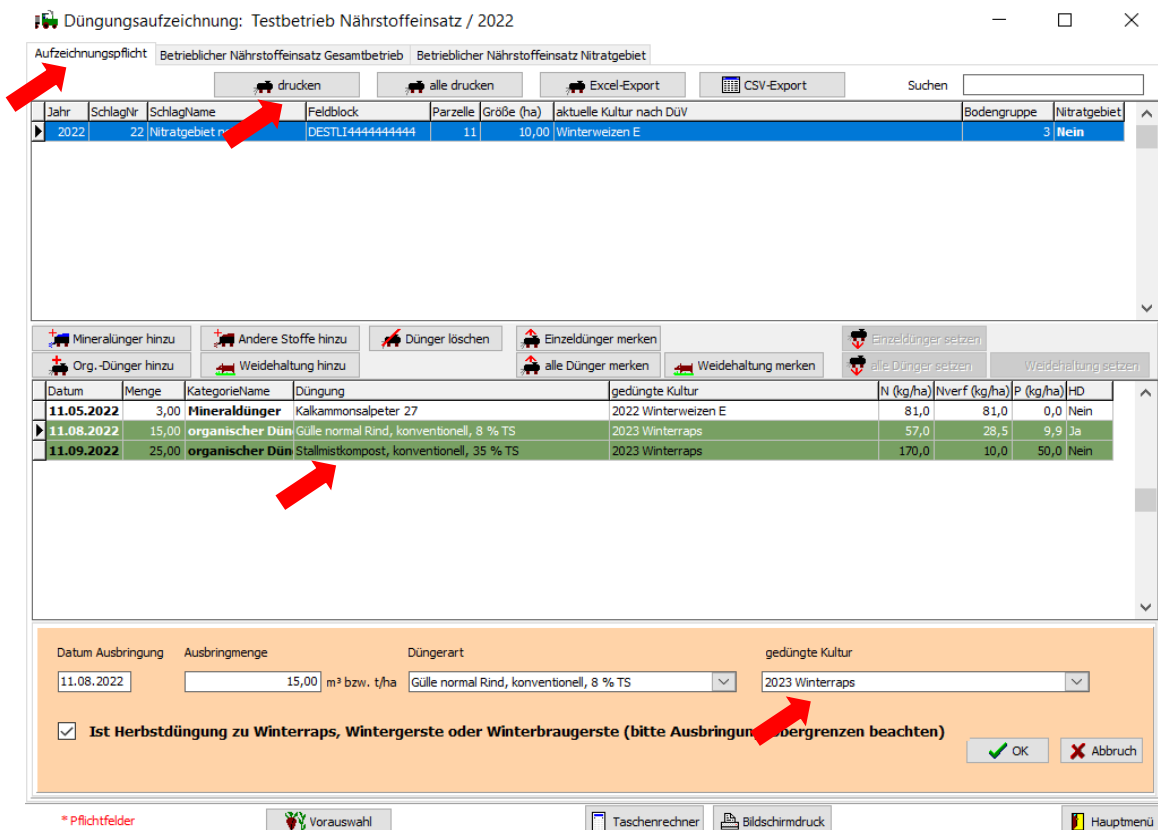 Düngungsaufzeichnung: Testbetrieb Nährstoffeinsatz / 2022
Aufzeichnungspflicht Betrieblicher Nährstoffeinsatz Gesamtbetrieb Betrieblicher Nährstoffeinsatz Nitratgebiet
drucken alle drucken Excel-Export CSV-Export Suchen
Jahr SchlagNr SchlagName Feldblock Parzelle Größe (ha) aktuelle Kultur nach DüV Bodengruppe Nitratgebiet
2022 22 Nitratgebiet DESTLI4444444444 11 10,00 Winterweizen E 3 Nein
Mineralünger hinzu Andere Stoffe hinzu Dünger löschen Einzeldünger merken Einzeldünger setzen
Org.-Dünger hinzu Weidehaltung hinzu alle Dünger merken Weidehaltung merken alle Dünger setzen Weidehaltung setzen
Datum Menge KategorieName Düngung gedüngte Kultur N (kg/ha) Nverf (kg/ha) P (kg/ha) HD
11.05.2022 3,00 Mineraldünger Kalkammonsalpeter 27 2022 Winterweizen E 81,0 81,0 0,0 Nein
11.08.2022 15,00 organischer Dün Gülle normal Rind, konventionell, 8 % TS 2023 Winterraps 57,0 28,5 9,9 Ja
11.09.2022 25,00 organischer Dün Stallmistkompost, konventionell, 35 % TS 2023 Winterraps 170,0 10,0 50,0 Nein
Datum Ausbringung Ausbringmenge Düngerart gedüngte Kultur
11.08.2022 15,00 m³ bzw. t/ha Gülle normal Rind, konventionell, 8 % TS 2023 Winterraps
Ist Herbstdüngung zu Winterraps, Wintergerste oder Winterbraugerste (bitte beachten)
OK Abbruch
* Pflichtfelder Vorauswahl Taschenrechner Bildschirmdruck Hauptmenü